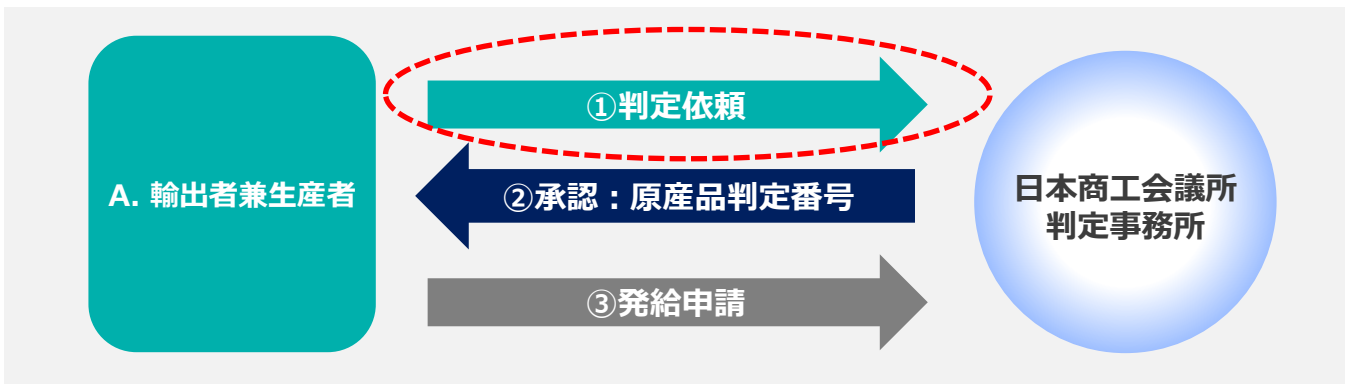 ①判定依頼
A. 輸出者兼生産者
②承認：原産品判定番号
日本商工会議所
判定事務所
③発給申請